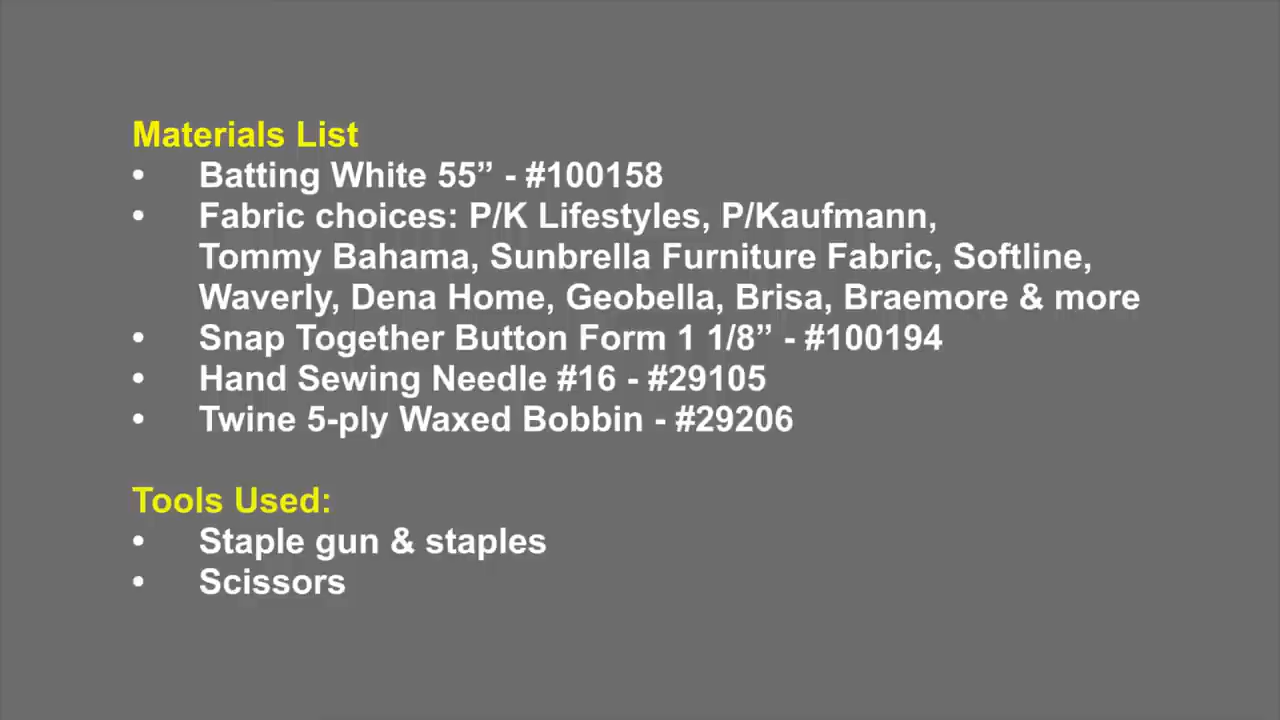 Materials List
• Batting White 55” - #100158
• Fabric choices: P/K Lifestyles, P/Kaufmann,
Tommy Bahama, Sunbrella Furniture Fabric, Softline,
Waverly, Dena Home, Geobella, Brisa, Braemore & more
• Snap Together Button Form 1 1/8” - #100194
• Hand Sewing Needle #16 - #29105
• Twine 5-ply Waxed Bobbin - #29206
Tools Used:
• Staple gun & staples
• Scissors